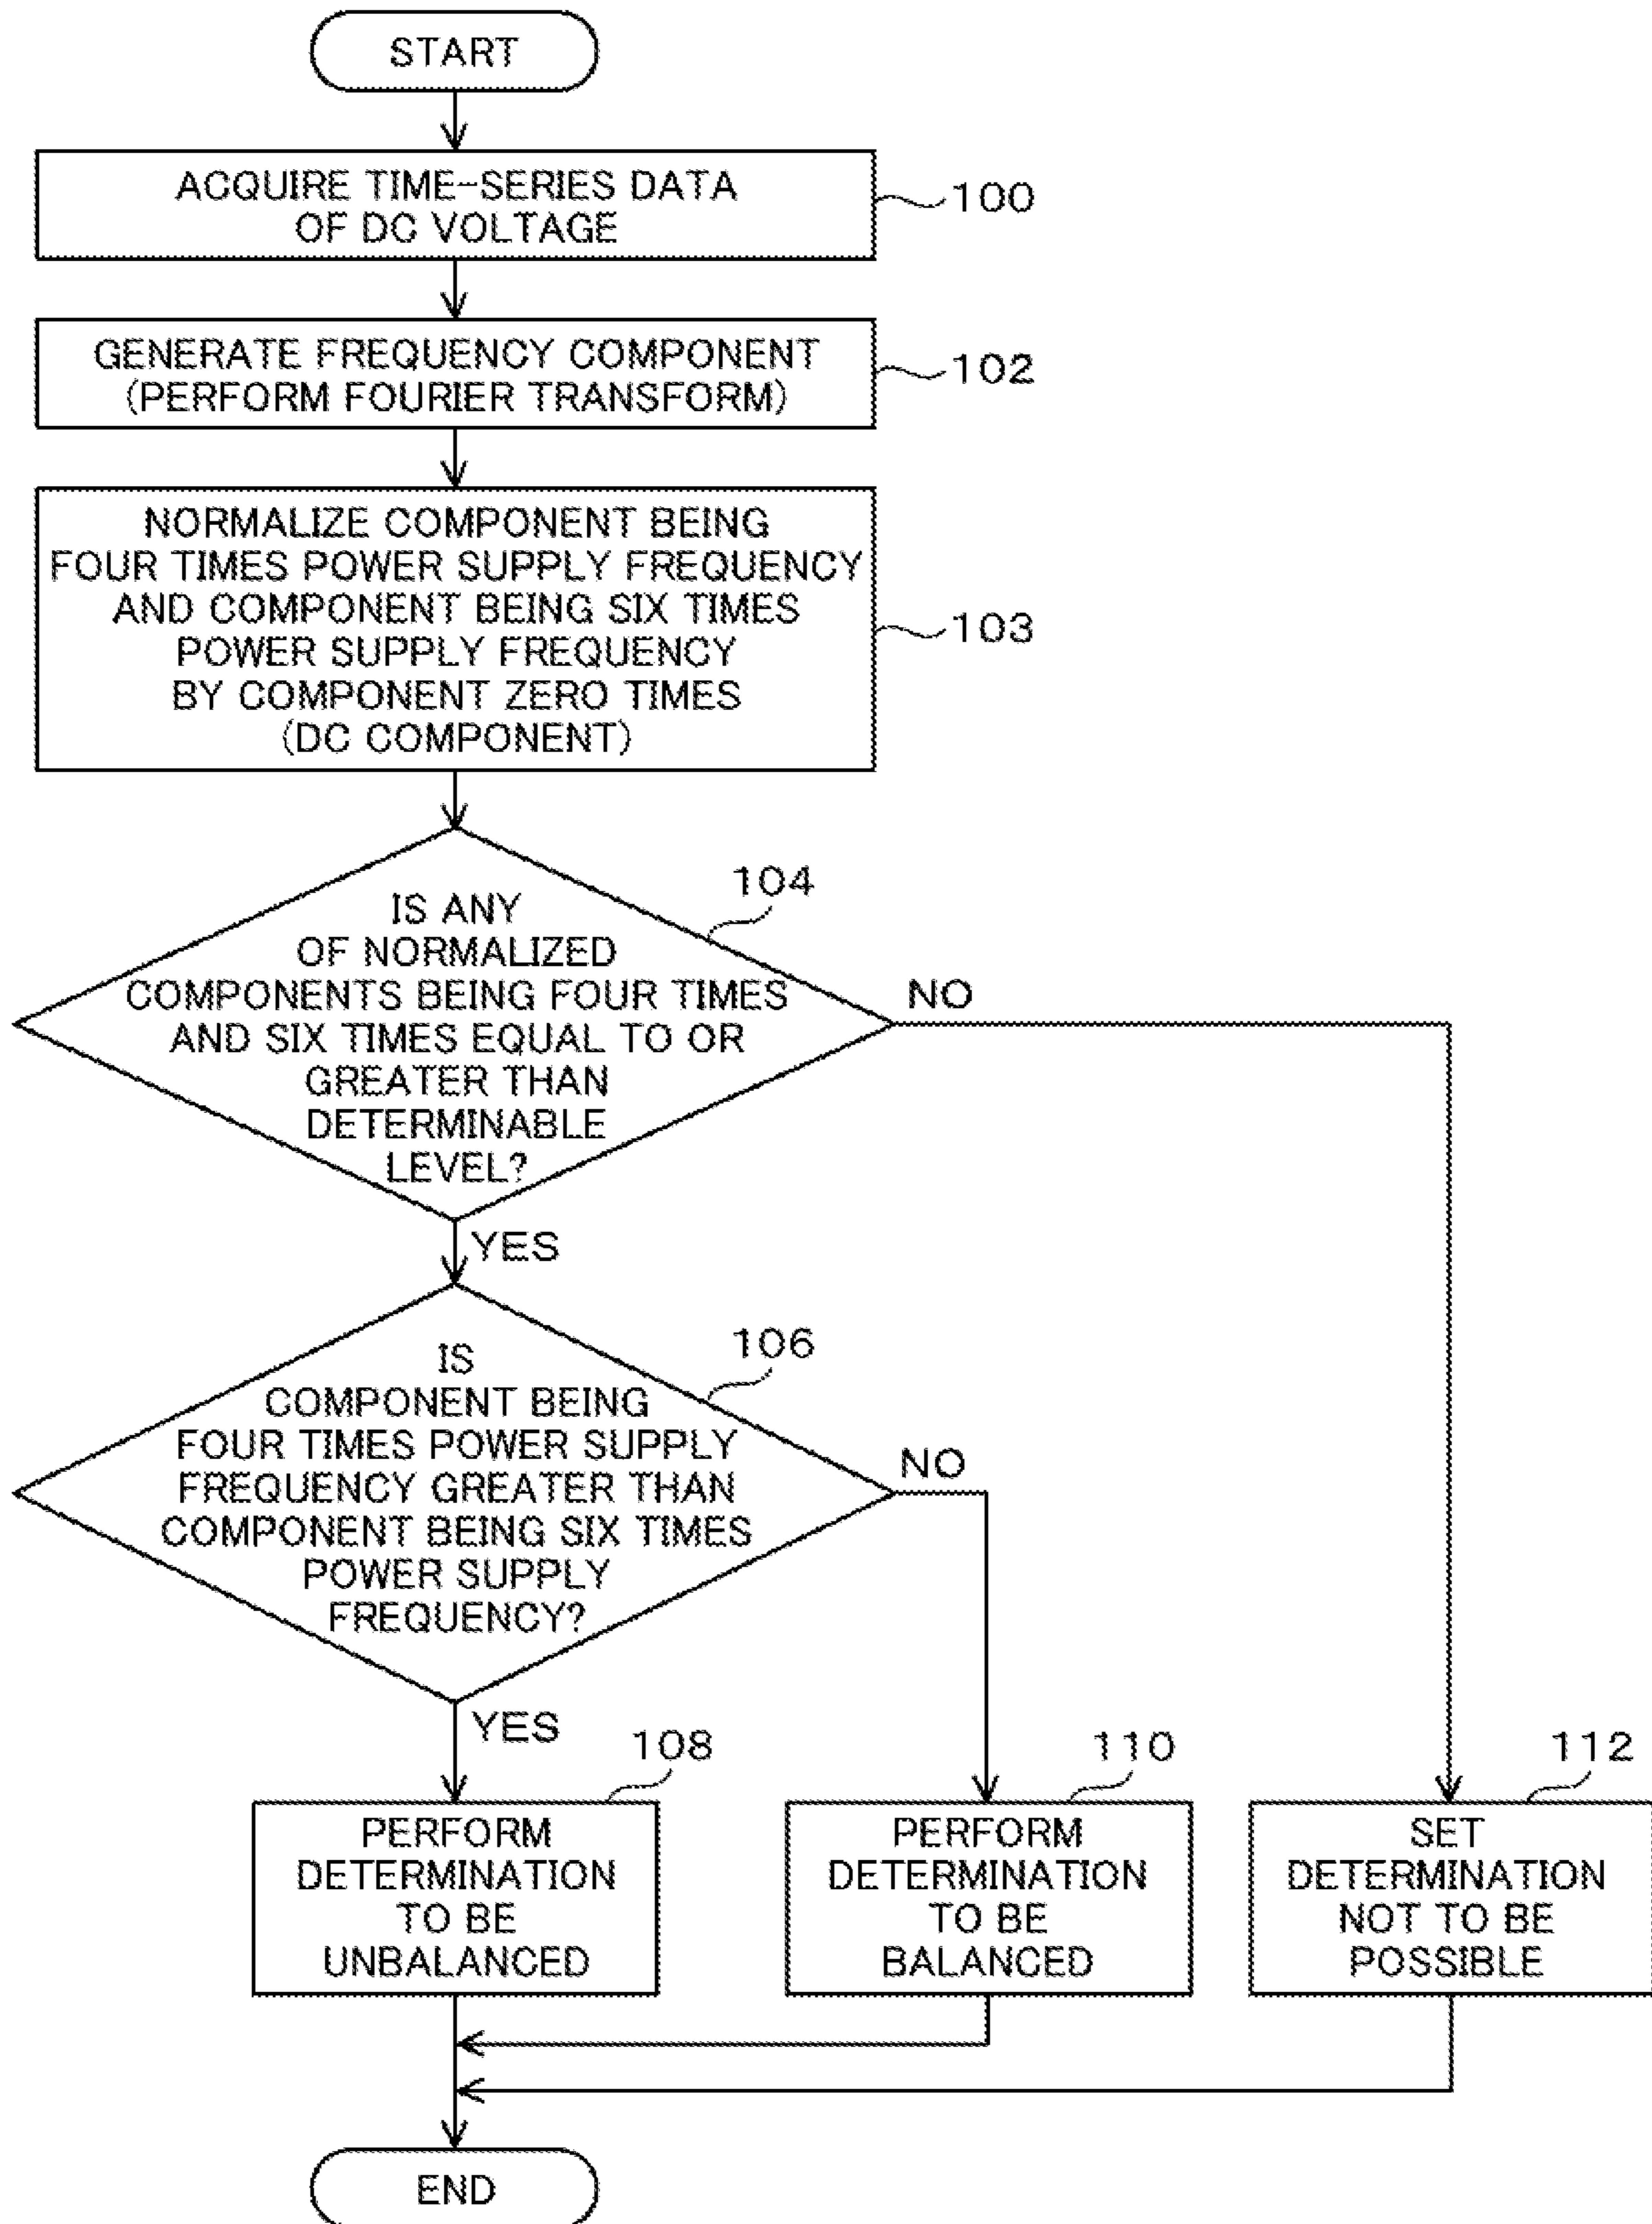 START
ACQUIRE TIME-SERIES DATA
OF DC VOLTAGE
100
GENERATE FREQUENCY COMPONENT
(PERFORM FOURIER TRANSFORM)
102
NORMALIZE COMPONENT BEING
FOUR TIMES POWER SUPPLY FREQUENCY
AND COMPONENT BEING SIX TIMES
POWER SUPPLY FREQUENCY
BY COMPONENT ZERO TIMES
(DC COMPONENT)
103
104
IS ANY
OF NORMALIZED
COMPONENTS BEING FOUR TIMES
AND SIX TIMES EQUAL TO OR
GREATER THAN
DETERMINABLE
LEVEL?
NO
YES
106
IS
COMPONENT BEING
FOUR TIMES POWER SUPPLY
FREQUENCY GREATER THAN
COMPONENT BEING SIX TIMES
POWER SUPPLY
FREQUENCY?
NO
YES
108
PERFORM
DETERMINATION
TO BE
UNBALANCED
110
PERFORM
DETERMINATION
TO BE
BALANCED
112
SET
DETERMINATION
NOT TO BE
POSSIBLE
END